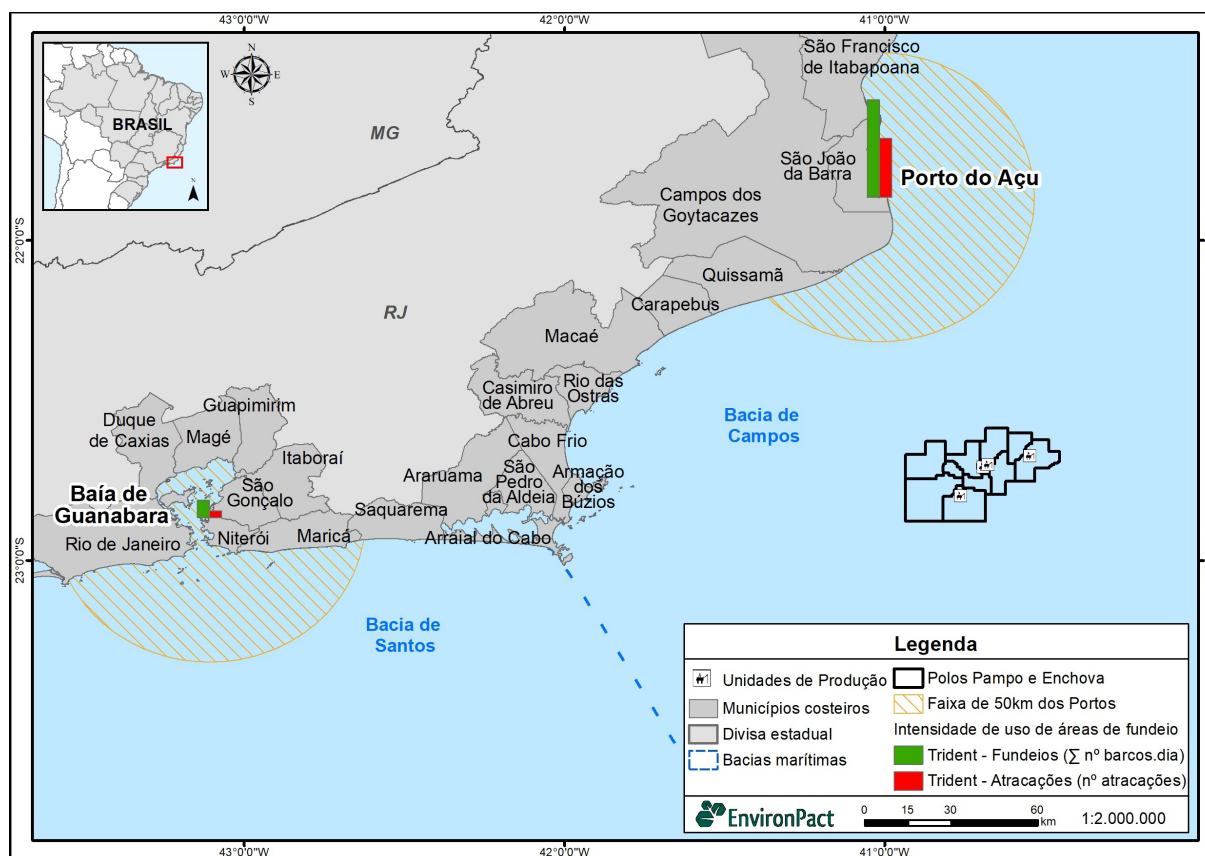 43°0'0"W
42°0'0"W
41°0'0"W
N
W
E
S
BRASIL
N
MG
RJ
22°0'0"S
23°0'0"S
São Francisco
de Itabapoana
São João
da Barra
Porto do Açu
Campos dos
Goytacazes
Quissamã
Carapebus
Macaé
Casimiro
de Abreu
Rio das
Ostras
Cabo Frio
Guapimirim
Duque
de Caxias
Magé
Itaboraí
Araruama
São
Pedro
da Aldeia
Armação
dos
Búzios
São
Gonçalo
Baía de
Guanabara
Saquarema
Rio de Janeiro
Niterói
Maricá
Arraial do Cabo
Bacia de
Campos
Bacia de
Santos
Legenda
Unidades de Produção
Municípios costeiros
Divisa estadual
Bacias marítimas
Polos Pampo e Enchova
Faixa de 50km dos Portos
Intensidade de uso de áreas de fundeio
Trident - Fundeios (∑ nº barcos.dia)
Trident - Atracações (nº atracações)
EnvironPact
0 15 30 60
km
1:2.000.000
43°0'0"W
42°0'0"W
41°0'0"W